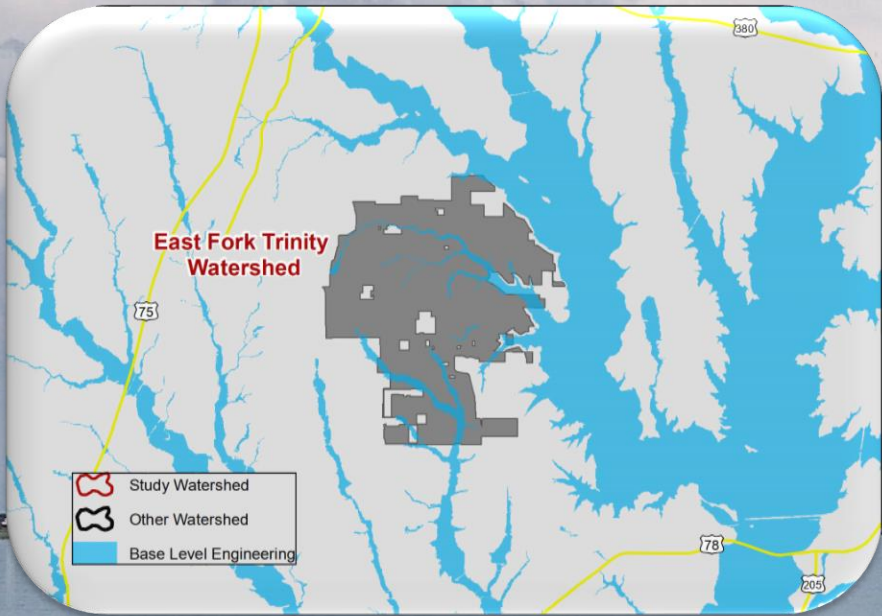 380
East Fork Trinity
Watershed
75
Study Watershed
Other Watershed
Base Level Engineering
78
205